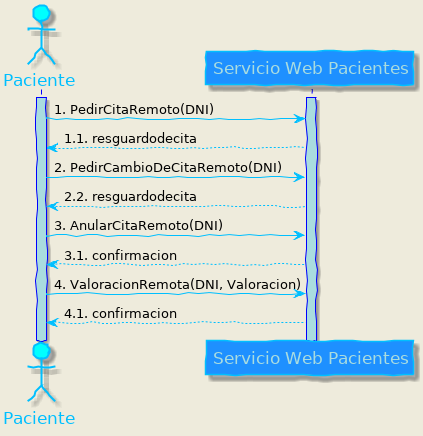 Paciente
Servicio Web Pacientes
1. PedirCitaRemoto(DNI)
1.1. resguardodecita
2. PedirCambioDeCitaRemoto(DNI)
2.2. resguardodecita
3. AnularCitaRemoto(DNI)
3.1. confirmacion
4. ValoracionRemota(DNI, Valoracion)
4.1. confirmacion
Servicio Web Pacientes
Paciente